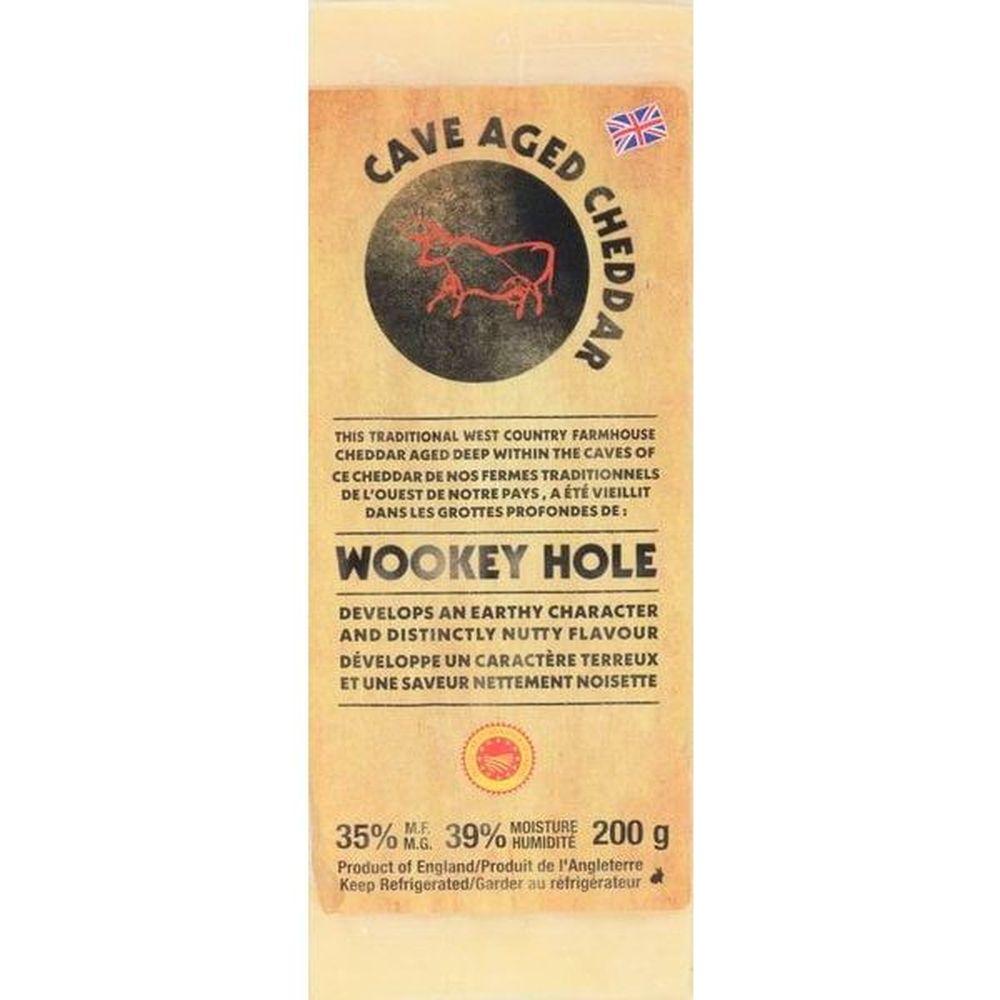 CAVE AGED CHEDDAR
THIS TRADITIONAL WEST COUNTRY FARMHOUSE
CHEDDAR AGED DEEP WITHIN THE CAVES OF
CE CHEDDAR DE NOS FERMES TRADITIONNELS
DE L'OUEST DE NOTRE PAYS, A ÉTÉ VIEILLIT
DANS LES GROTTES PROFONDES DE :
WOOKEY HOLE
DEVELOPS AN EARTHY CHARACTER
AND DISTINCTLY NUTTY FLAVOUR
DÉVELOPPE UN CARACTÈRE TERREUX
ET UNE SAVEUR NETTEMENT NOISETTE
35% M.F. M.G. 39% MOISTURE HUMIDITÉ 200 g
Product of England/Produit de l'Angleterre
Keep Refrigerated/Garder au réfrigérateur